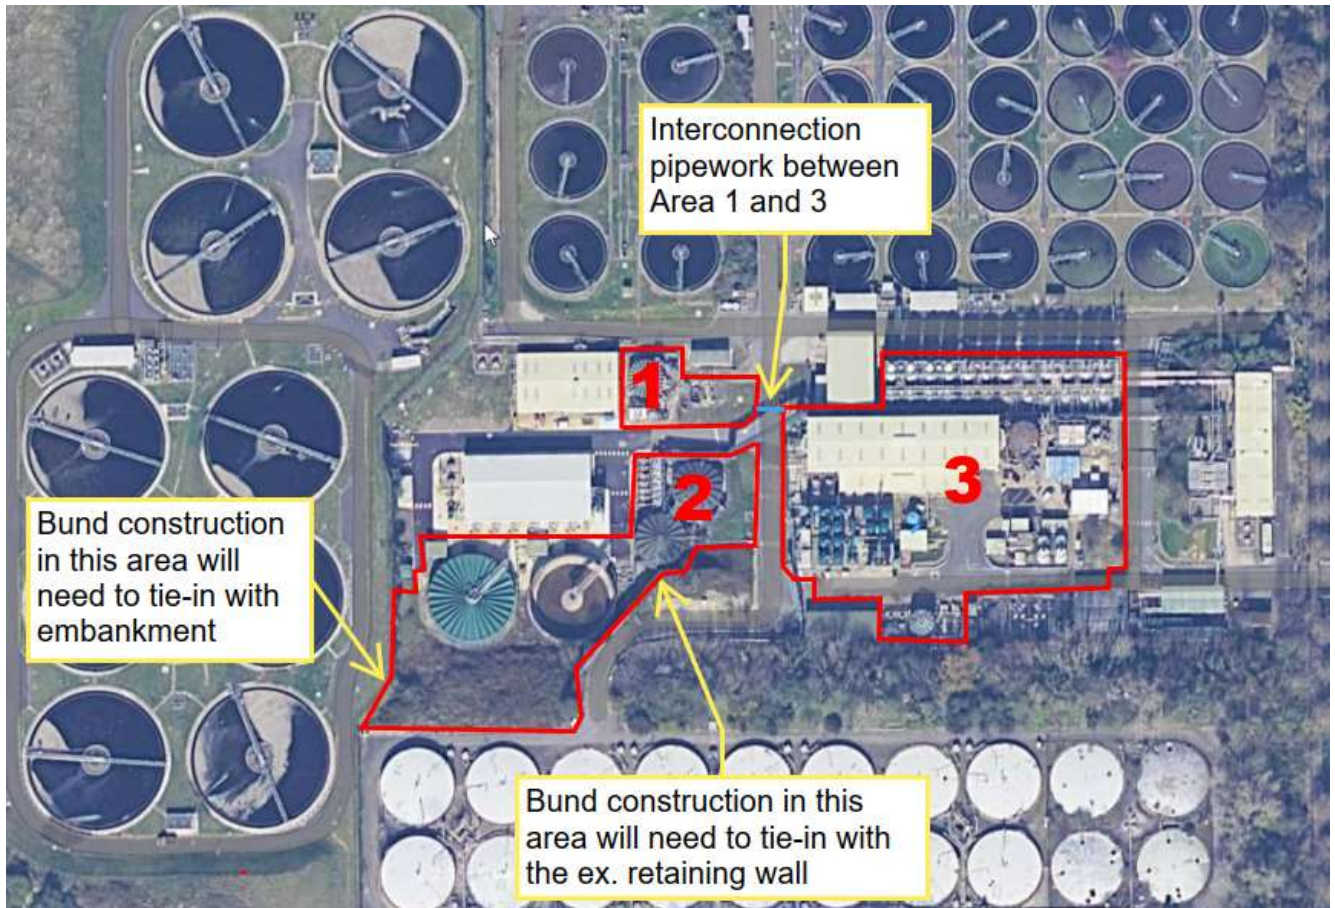 Interconnection
pipework between
Area 1 and 3
1
2
3
Bund construction
in this area will
need to tie-in with
embankment
Bund construction in this
area will need to tie-in with
the ex. retaining wall